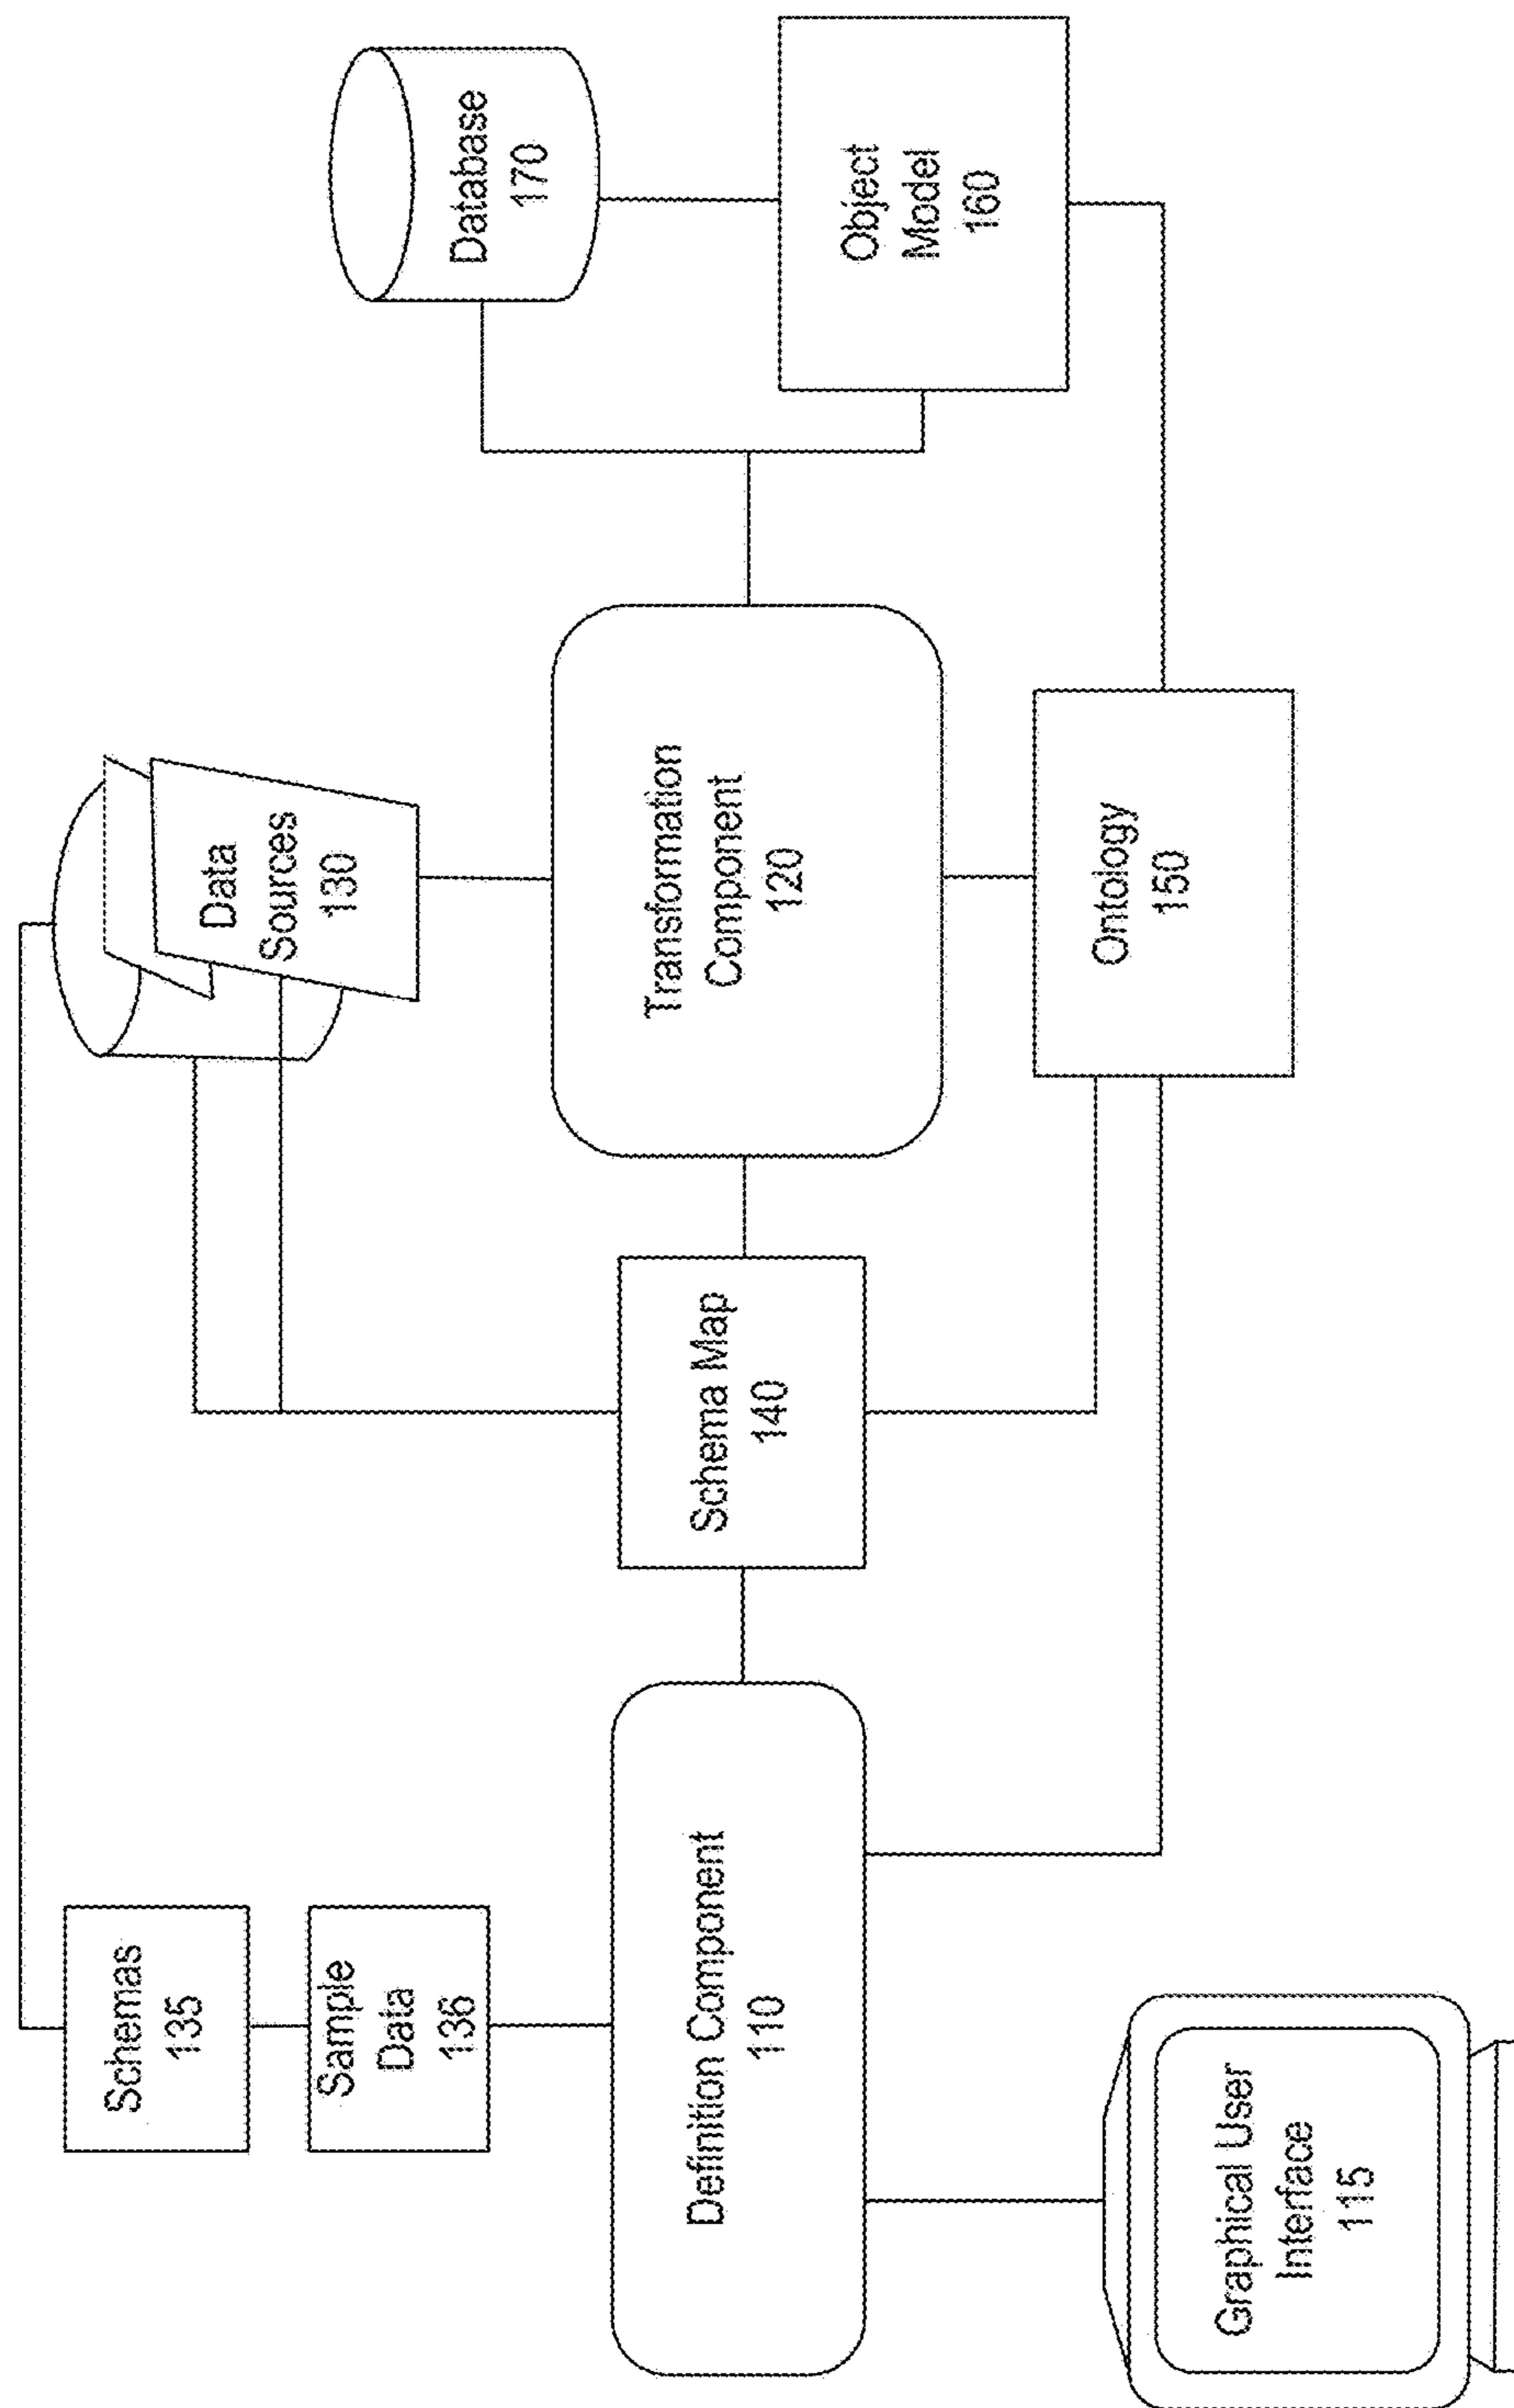 Schemas
135
Sample
Data
136
Definition Component
110
Graphical User
Interface
115
Schema Map
140
Data
Sources
130
Transformation
Component
120
Ontology
150
Database
170
Object
Model
160